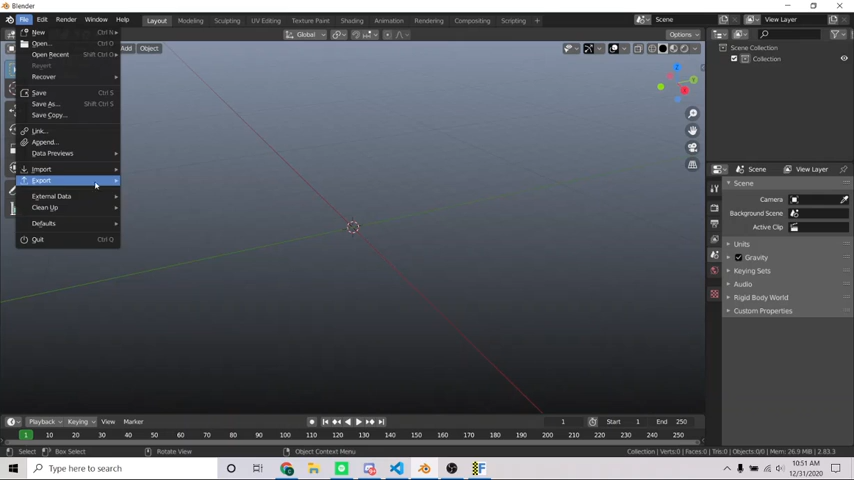 Blender
File Edit Render Window Help Layout Modeling Sculpting UV Editing Texture Paint Shading Animation Rendering Compositing Scripting Scene View Layer
Add Object Global Options
New Ctrl N
Open... Ctrl O
Open Recent Shift Ctrl O
Revert
Recover
Save Ctrl S
Save As... Shift Ctrl S
Save Copy...
Link...
Append...
Data Previews
Import
Export
External Data
Clean Up
Defaults
Quit Ctrl Q
Scene Collection
Collection
Scene View Layer
Scene
Camera
Background Scene
Active Clip
Units
Gravity
Keying Sets
Audio
Rigid Body World
Custom Properties
Playback Keying View Marker 1 Start 1 End 250
1 10 20 30 40 50 60 70 80 90 100 110 120 130 140 150 160 170 180 190 200 210 220 230 240 250
Select Box Select Rotate View Object Context Menu Collection | Verts:0 | Faces:0 | Tris:0 | Objects:0/0 | Mem: 26.9 MiB | 2.83.3
Type here to search
10:51 AM
12/31/2020